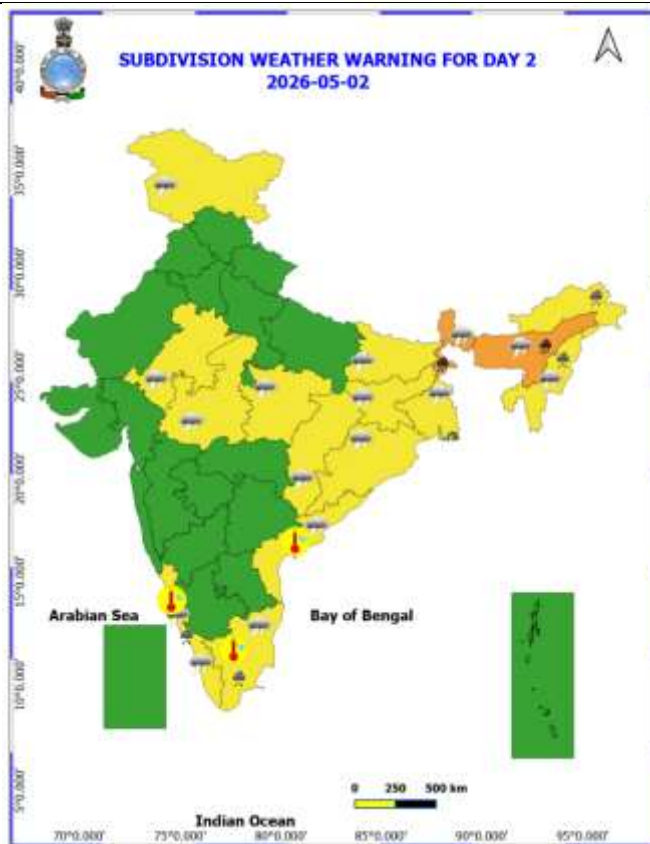 SUBDIVISION WEATHER WARNING FOR DAY 2
2026-05-02
40°0.000'
35°0.000'
30°0.000'
25°0.000'
20°0.000'
15°0.000'
10°0.000'
5°0.000'
Arabian Sea
Bay of Bengal
0 250 500 km
Indian Ocean
70°0.000' 75°0.000' 80°0.000' 85°0.000' 90°0.000' 95°0.000'